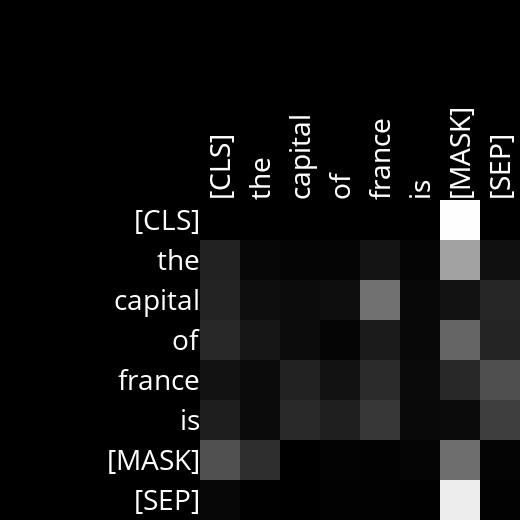 [CLS]
the
capital
of
france
is
[MASK]
[SEP]
[CLS]
the
capital
of
france
is
[MASK]
[SEP]